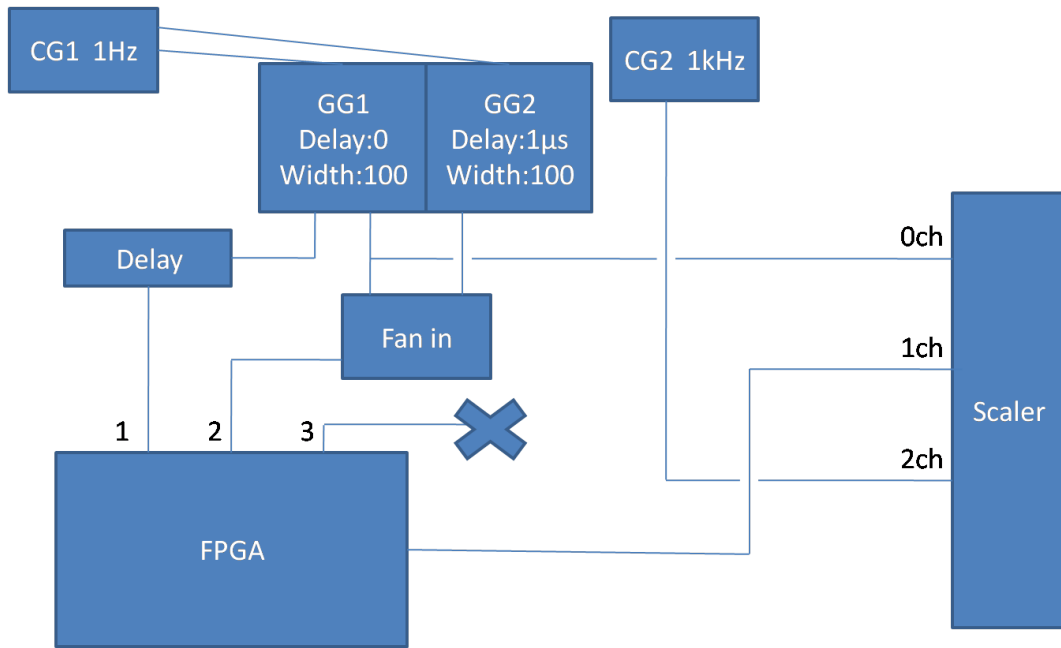 CG1  1Hz
CG2  1kHz
GG1
Delay:0
Width:100
GG2
Delay:1μs
Width:100
0ch
Delay
Fan in
1ch
Scaler
1
2
3
2ch
FPGA